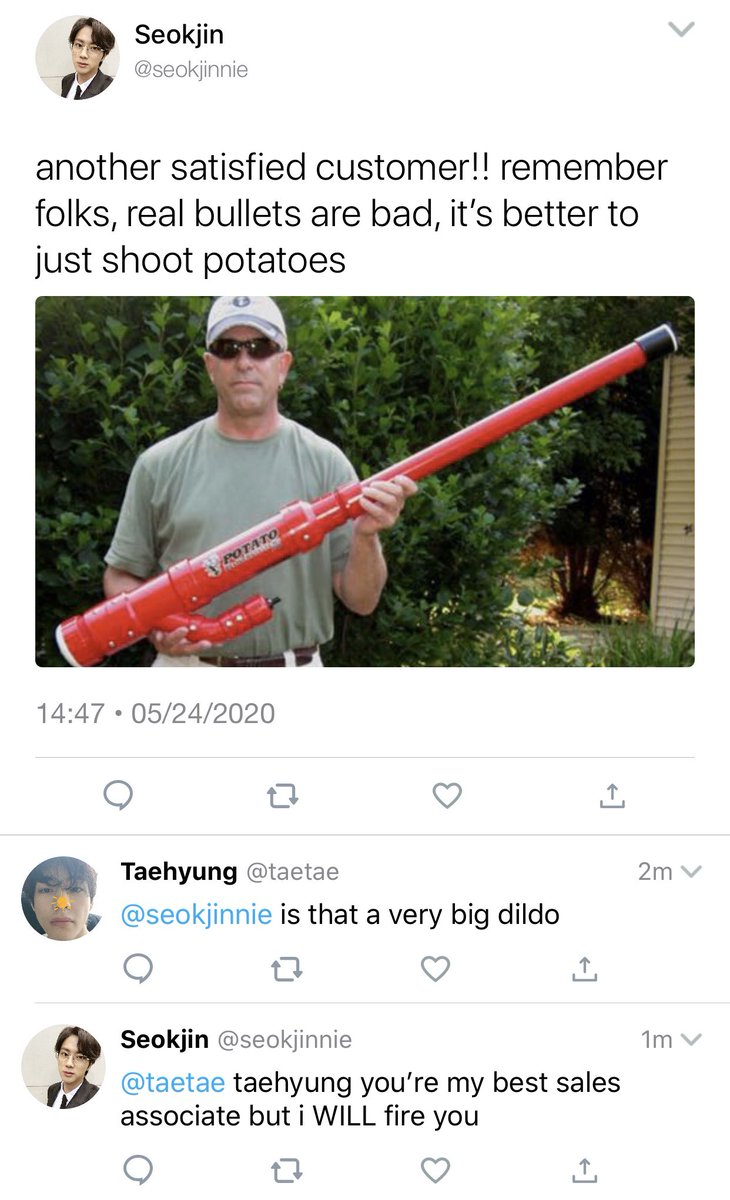 Seokjin
@seokjinnie
another satisfied customer!! remember
folks, real bullets are bad, it’s better to
just shoot potatoes
POTATO
14:47 • 05/24/2020
Taehyung @taetae 2m
@seokjinnie is that a very big dildo
Seokjin @seokjinnie 1m
@taetae taehyung you’re my best sales
associate but i WILL fire you